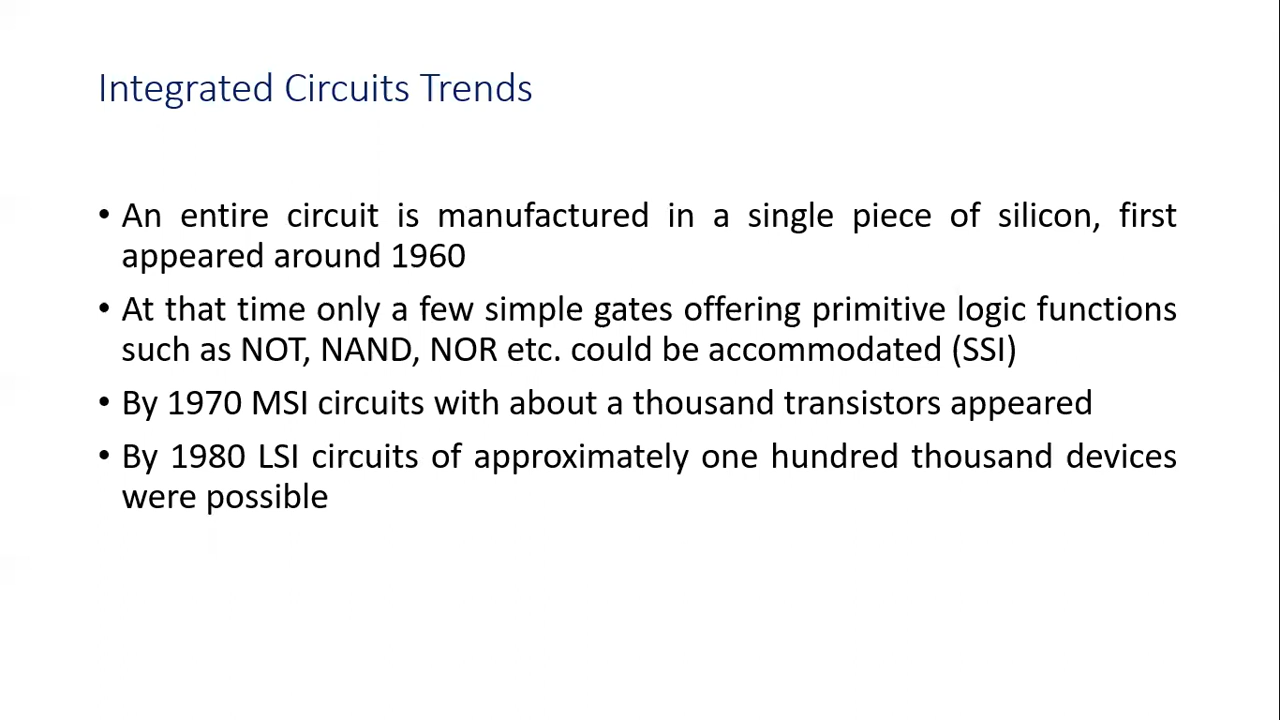 Integrated Circuits Trends
• An entire circuit is manufactured in a single piece of silicon, first
appeared around 1960
• At that time only a few simple gates offering primitive logic functions
such as NOT, NAND, NOR etc. could be accommodated (SSI)
• By 1970 MSI circuits with about a thousand transistors appeared
• By 1980 LSI circuits of approximately one hundred thousand devices
were possible